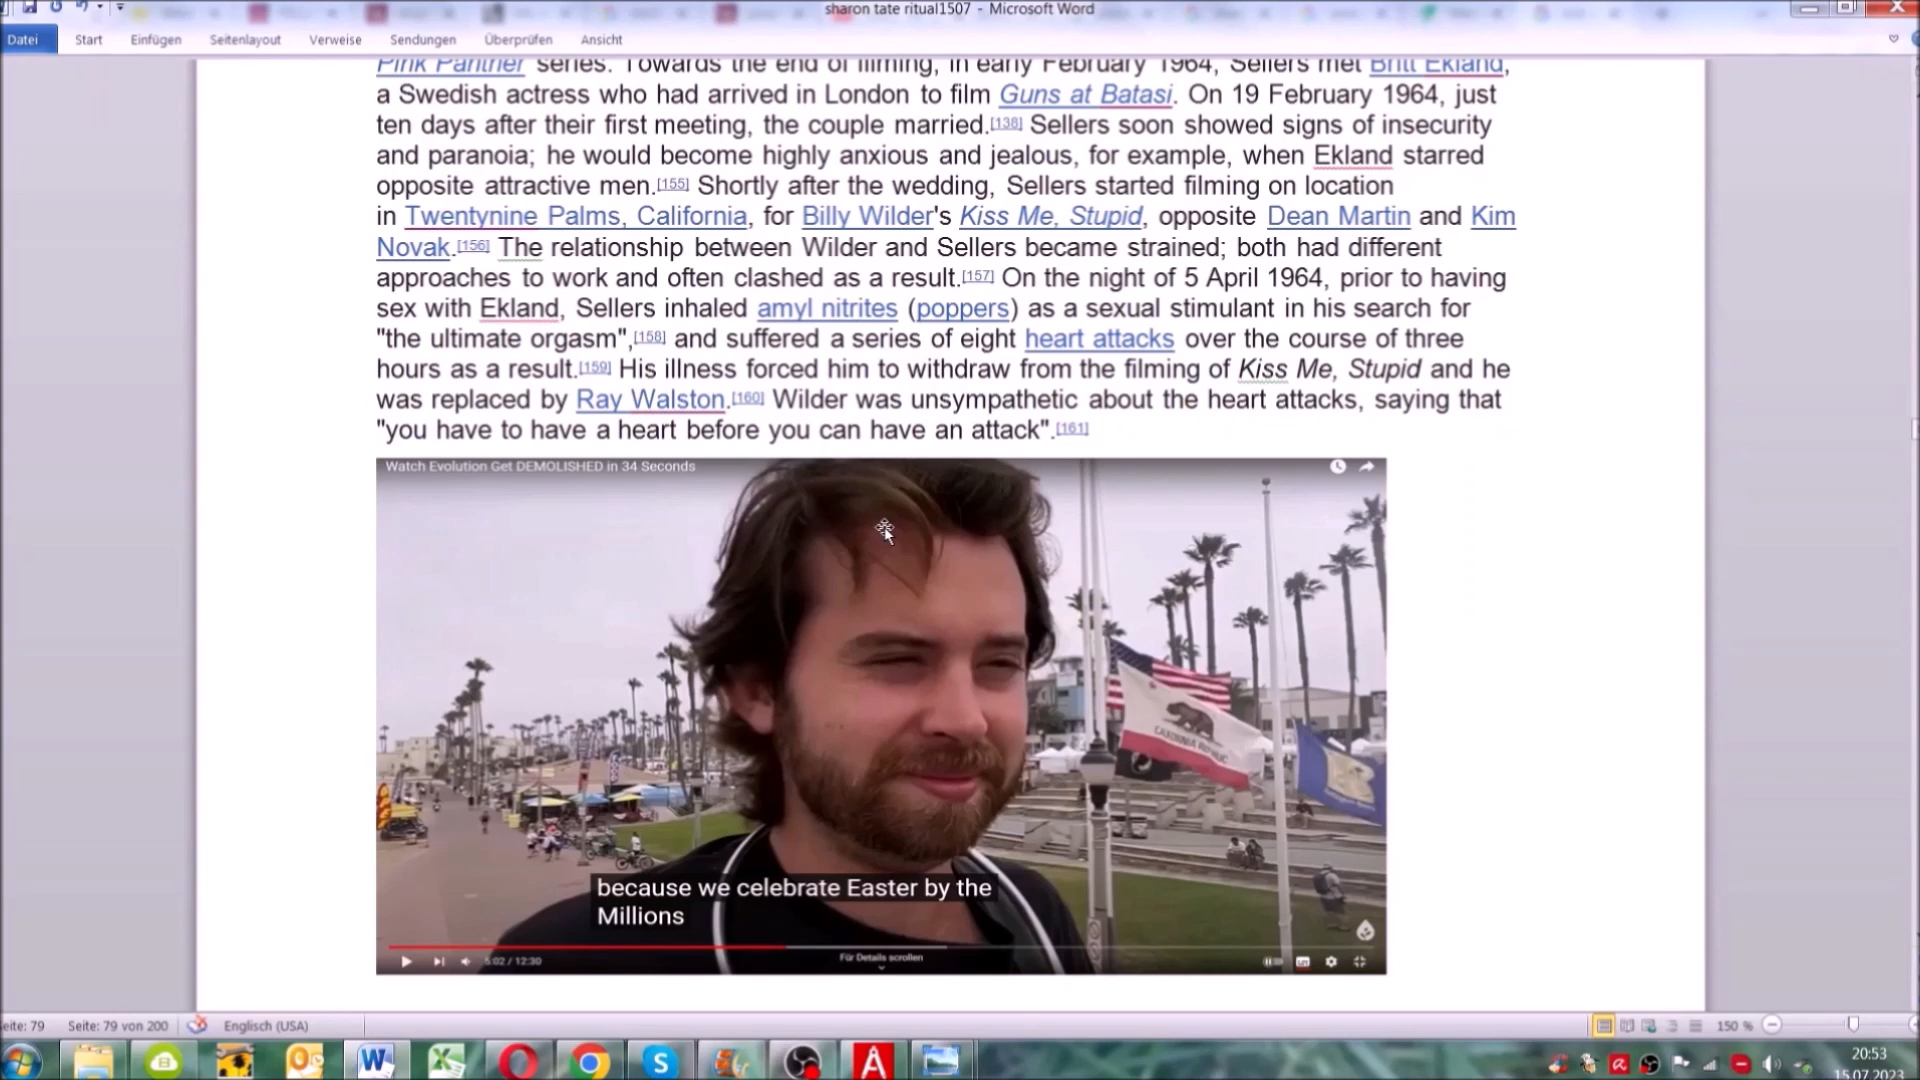 sharon tate ritual1507 - Microsoft Word
Datei Start Einfügen Seitenlayout Verweise Sendungen Überprüfen Ansicht
Pink Panther series. Towards the end of filming, in early February 1964, Sellers met Britt Ekland,
a Swedish actress who had arrived in London to film Guns at Batasi. On 19 February 1964, just
ten days after their first meeting, the couple married.[138] Sellers soon showed signs of insecurity
and paranoia; he would become highly anxious and jealous, for example, when Ekland starred
opposite attractive men.[155] Shortly after the wedding, Sellers started filming on location
in Twentynine Palms, California, for Billy Wilder's Kiss Me, Stupid, opposite Dean Martin and Kim
Novak.[156] The relationship between Wilder and Sellers became strained; both had different
approaches to work and often clashed as a result.[157] On the night of 5 April 1964, prior to having
sex with Ekland, Sellers inhaled amyl nitrites (poppers) as a sexual stimulant in his search for
"the ultimate orgasm",[158] and suffered a series of eight heart attacks over the course of three
hours as a result.[159] His illness forced him to withdraw from the filming of Kiss Me, Stupid and he
was replaced by Ray Walston.[160] Wilder was unsympathetic about the heart attacks, saying that
"you have to have a heart before you can have an attack".[161]
Watch Evolution Get DEMOLISHED in 34 Seconds
CALIFORNIA REPUBLIC
because we celebrate Easter by the
Millions
5:02 / 12:30
Für Details scrollen
eite: 79 Seite: 79 von 200 Englisch (USA) 150 %
20:53
15.07.2023